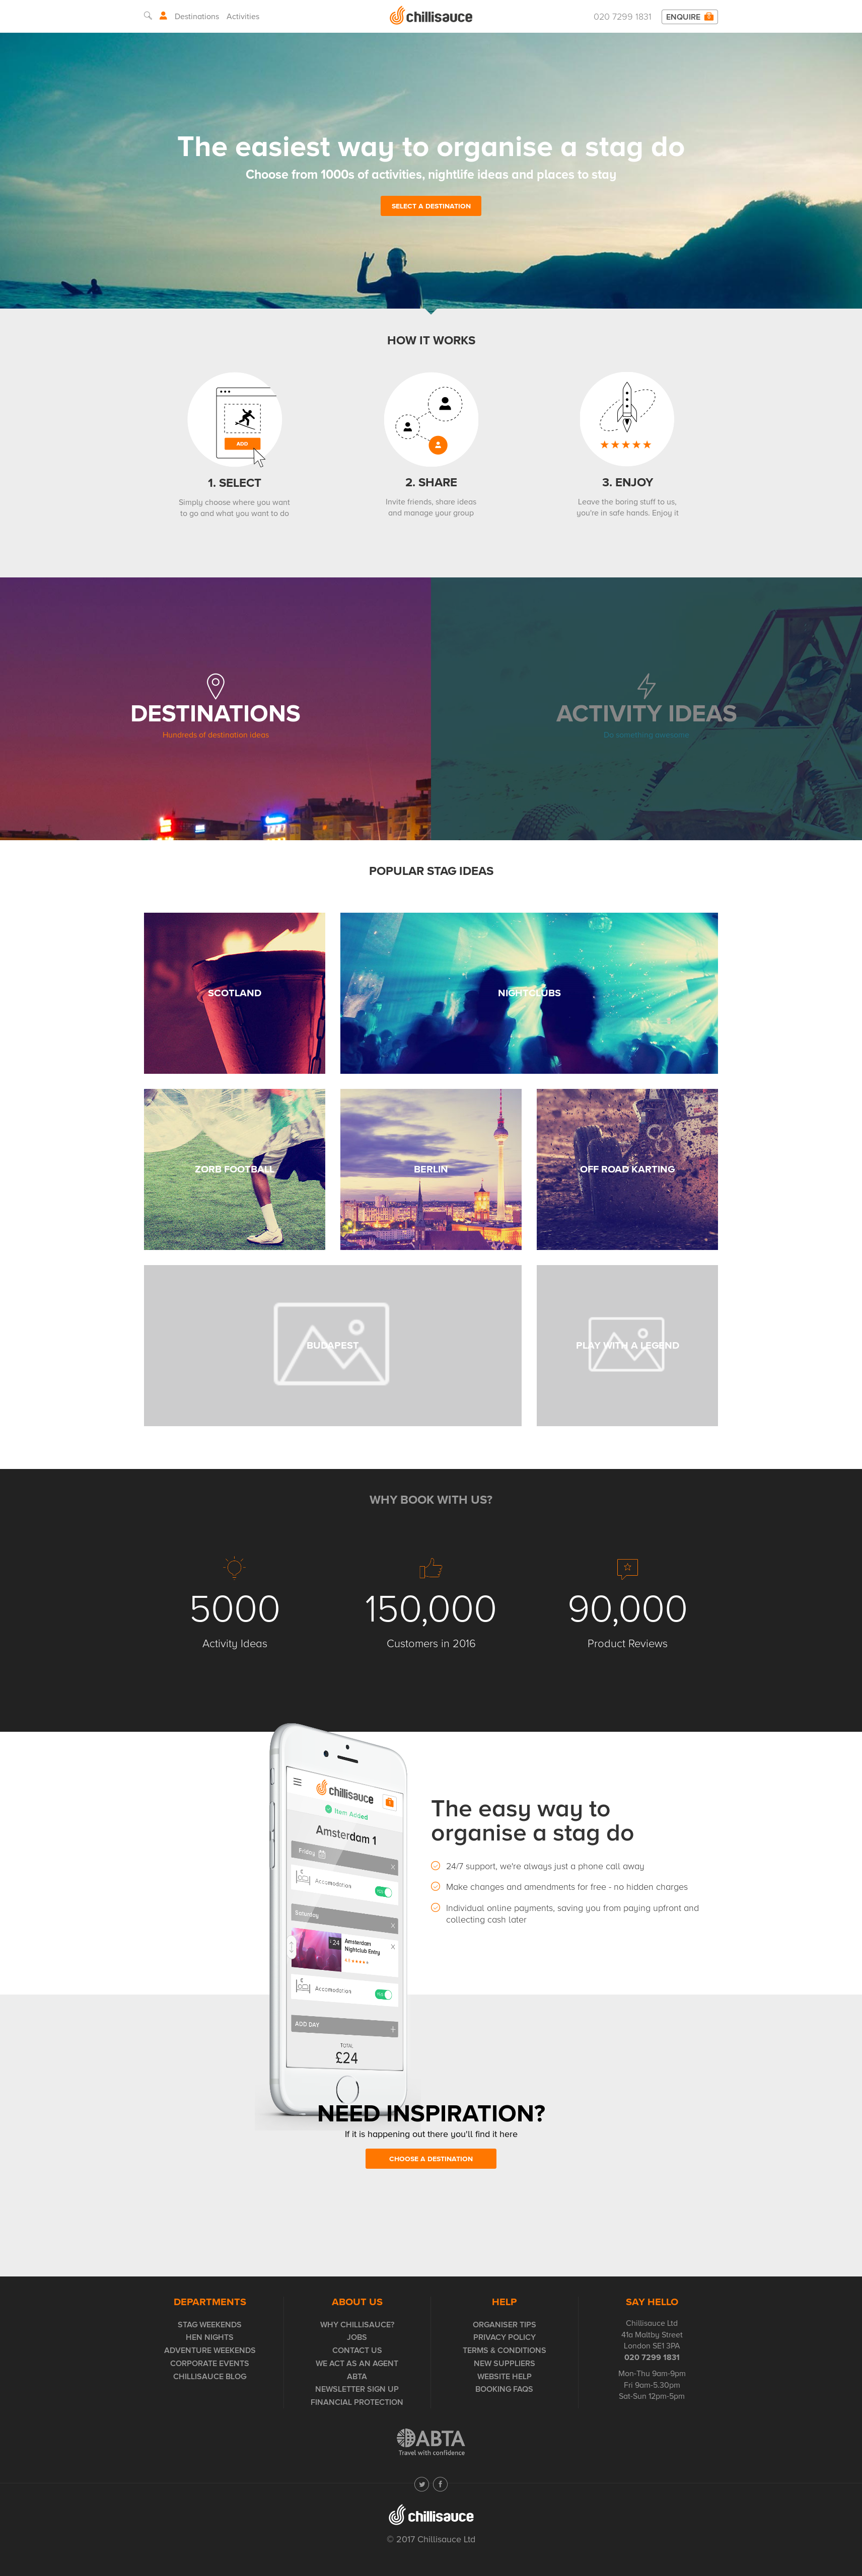 Destinations Activities
chillisauce
020 7299 1831
ENQUIRE
The easiest way to organise a stag do
Choose from 1000s of activities, nightlife ideas and places to stay
SELECT A DESTINATION
HOW IT WORKS
ADD
1. SELECT
Simply choose where you want
to go and what you want to do
2. SHARE
Invite friends, share ideas
and manage your group
3. ENJOY
Leave the boring stuff to us,
you're in safe hands. Enjoy it
DESTINATIONS
Hundreds of destination ideas
ACTIVITY IDEAS
Do something awesome
POPULAR STAG IDEAS
SCOTLAND
NIGHTCLUBS
ZORB FOOTBALL
BERLIN
OFF ROAD KARTING
BUDAPEST
PLAY WITH A LEGEND
WHY BOOK WITH US?
5000
Activity Ideas
150,000
Customers in 2016
90,000
Product Reviews
chillisauce
Item Added
Amsterdam 1
Friday
Accomodation
Saturday
£24
Amsterdam
Nightclub Entry
Accomodation
ADD DAY
TOTAL
£24
The easy way to
organise a stag do
24/7 support, we're always just a phone call away
Make changes and amendments for free - no hidden charges
Individual online payments, saving you from paying upfront and
collecting cash later
NEED INSPIRATION?
If it is happening out there you'll find it here
CHOOSE A DESTINATION
DEPARTMENTS
STAG WEEKENDS
HEN NIGHTS
ADVENTURE WEEKENDS
CORPORATE EVENTS
CHILLISAUCE BLOG
ABOUT US
WHY CHILLISAUCE?
JOBS
CONTACT US
WE ACT AS AN AGENT
ABTA
NEWSLETTER SIGN UP
FINANCIAL PROTECTION
HELP
ORGANISER TIPS
PRIVACY POLICY
TERMS & CONDITIONS
NEW SUPPLIERS
WEBSITE HELP
BOOKING FAQS
SAY HELLO
Chillisauce Ltd
41a Maltby Street
London SE1 3PA
020 7299 1831
Mon-Thu 9am-9pm
Fri 9am-5.30pm
Sat-Sun 12pm-5pm
ABTA
Travel with confidence
chillisauce
© 2017 Chillisauce Ltd